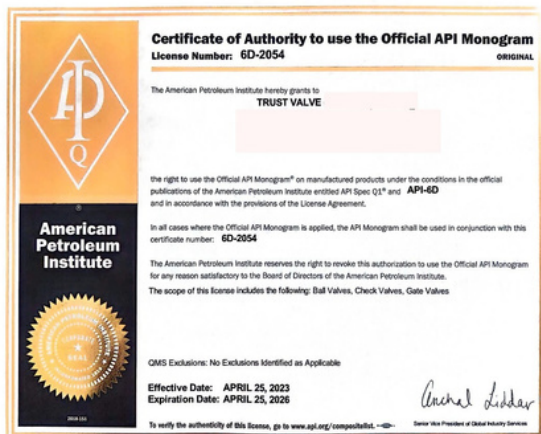 Certificate of Authority to use the Official API Monogram
License Number: 6D-2054
ORIGINAL
API
Q
®
The American Petroleum Institute hereby grants to
TRUST VALVE
the right to use the Official API Monogram® on manufactured products under the conditions in the official
publications of the American Petroleum Institute entitled API Spec Q1® and API-6D
and in accordance with the provisions of the License Agreement.
American
Petroleum
Institute
In all cases where the Official API Monogram is applied, the API Monogram shall be used in conjunction with this
certificate number: 6D-2054
The American Petroleum Institute reserves the right to revoke this authorization to use the Official API Monogram
for any reason satisfactory to the Board of Directors of the American Petroleum Institute.
The scope of this license includes the following: Ball Valves, Check Valves, Gate Valves
AMERICAN PETROLEUM INSTITUTE
CORPORATE
SEAL
QMS Exclusions: No Exclusions Identified as Applicable
Effective Date: APRIL 25, 2023
Expiration Date: APRIL 25, 2026
To verify the authenticity of this license, go to www.api.org/compositelist.
Senior Vice President of Global Industry Services